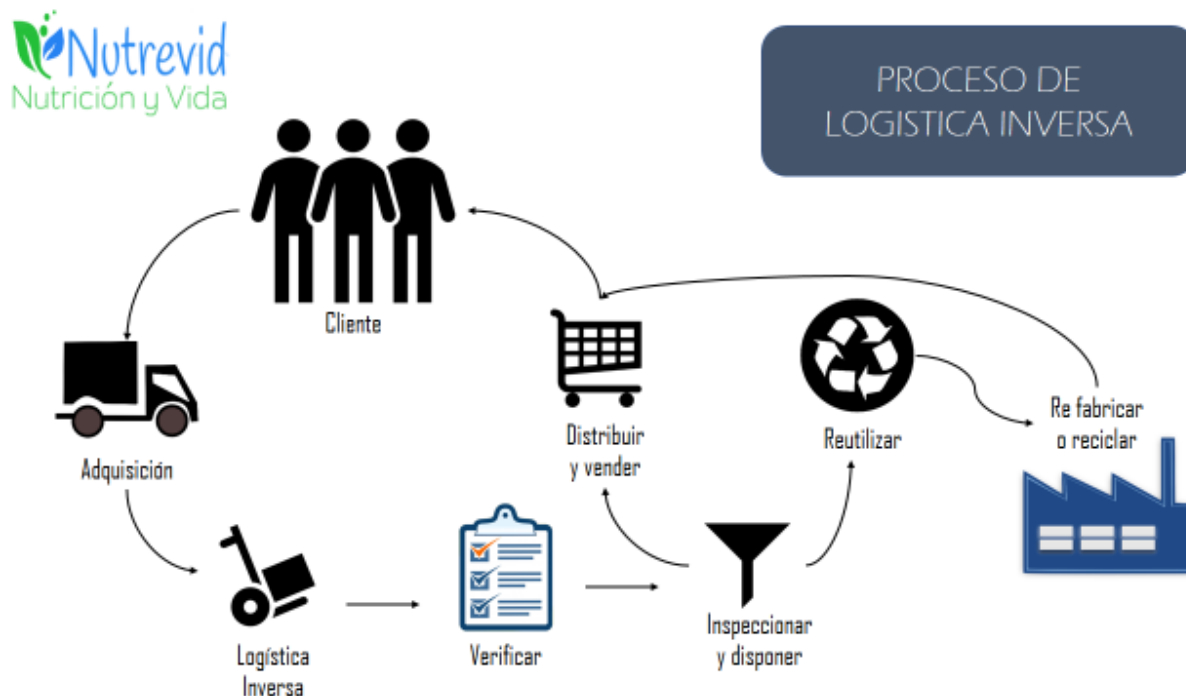 Nutrevid
Nutrición y Vida
PROCESO DE
LOGISTICA INVERSA
Cliente
Adquisición
Distribuir
y vender
Reutilizar
Re fabricar
o reciclar
Logística
Inversa
Verificar
Inspeccionar
y disponer